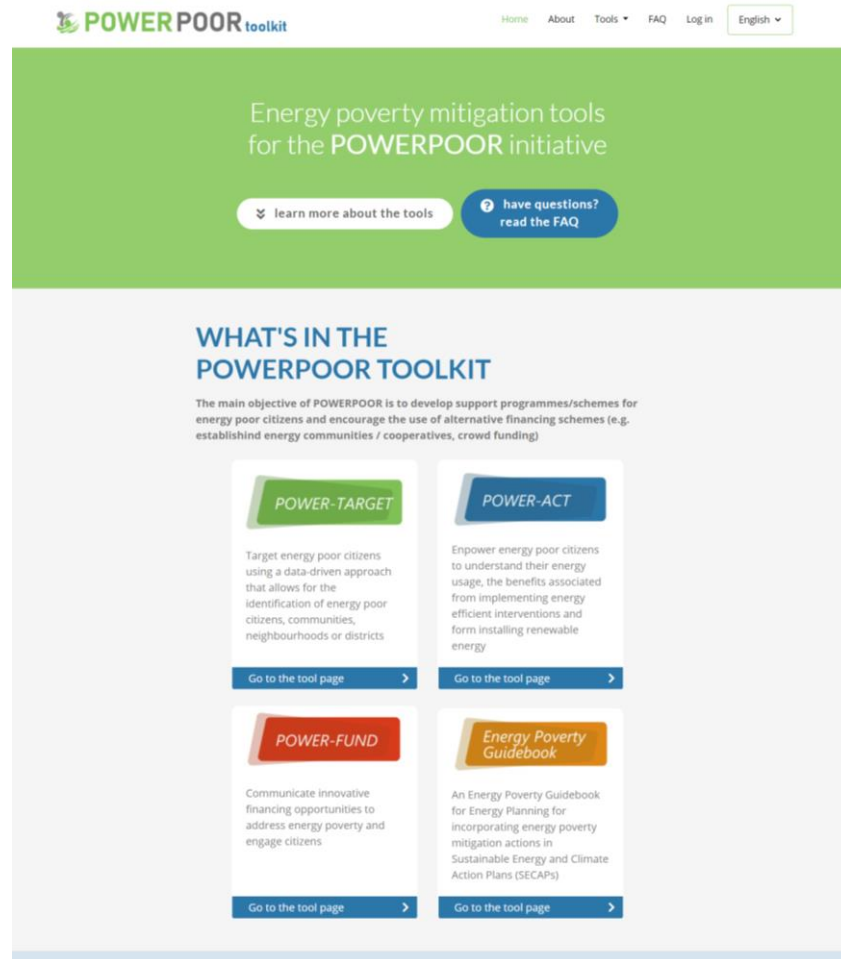 POWERPOOR toolkit
Home About Tools FAQ Log in English
Energy poverty mitigation tools
for the POWERPOOR initiative
learn more about the tools
have questions?
read the FAQ
WHAT'S IN THE
POWERPOOR TOOLKIT
The main objective of POWERPOOR is to develop support programmes/schemes for
energy poor citizens and encourage the use of alternative financing schemes (e.g.
establishind energy communities / cooperatives, crowd funding)
POWER-TARGET
Target energy poor citizens
using a data-driven approach
that allows for the
identification of energy poor
citizens, communities,
neighbourhoods or districts
Go to the tool page
POWER-ACT
Enpower energy poor citizens
to understand their energy
usage, the benefits associated
from implementing energy
efficient interventions and
form installing renewable
energy
Go to the tool page
POWER-FUND
Communicate innovative
financing opportunities to
address energy poverty and
engage citizens
Go to the tool page
Energy Poverty
Guidebook
An Energy Poverty Guidebook
for Energy Planning for
incorporating energy poverty
mitigation actions in
Sustainable Energy and Climate
Action Plans (SECAPs)
Go to the tool page